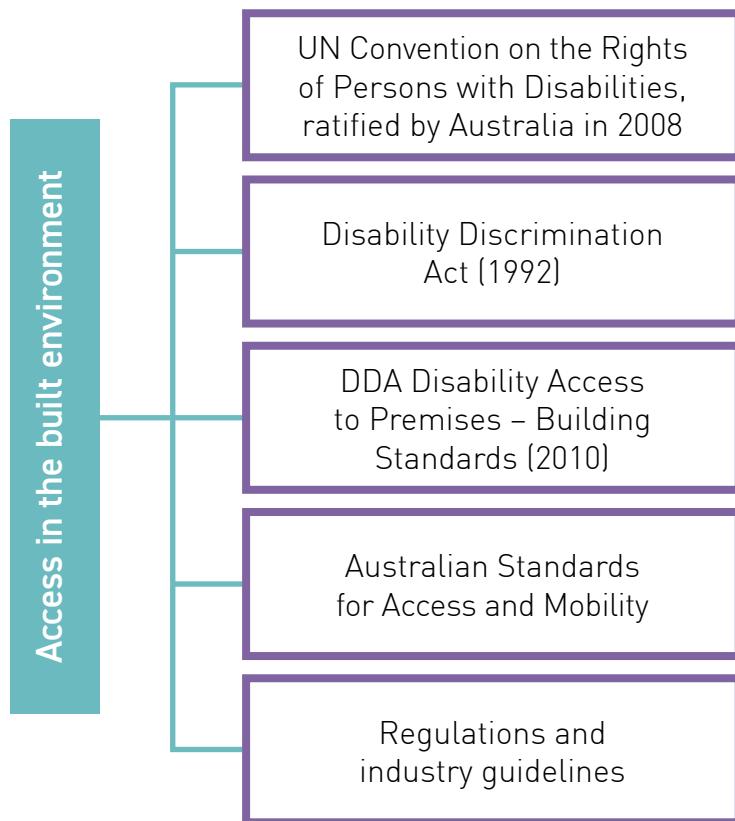 Access in the built environment
UN Convention on the Rights
of Persons with Disabilities,
ratified by Australia in 2008
Disability Discrimination
Act (1992)
DDA Disability Access
to Premises – Building
Standards (2010)
Australian Standards
for Access and Mobility
Regulations and
industry guidelines